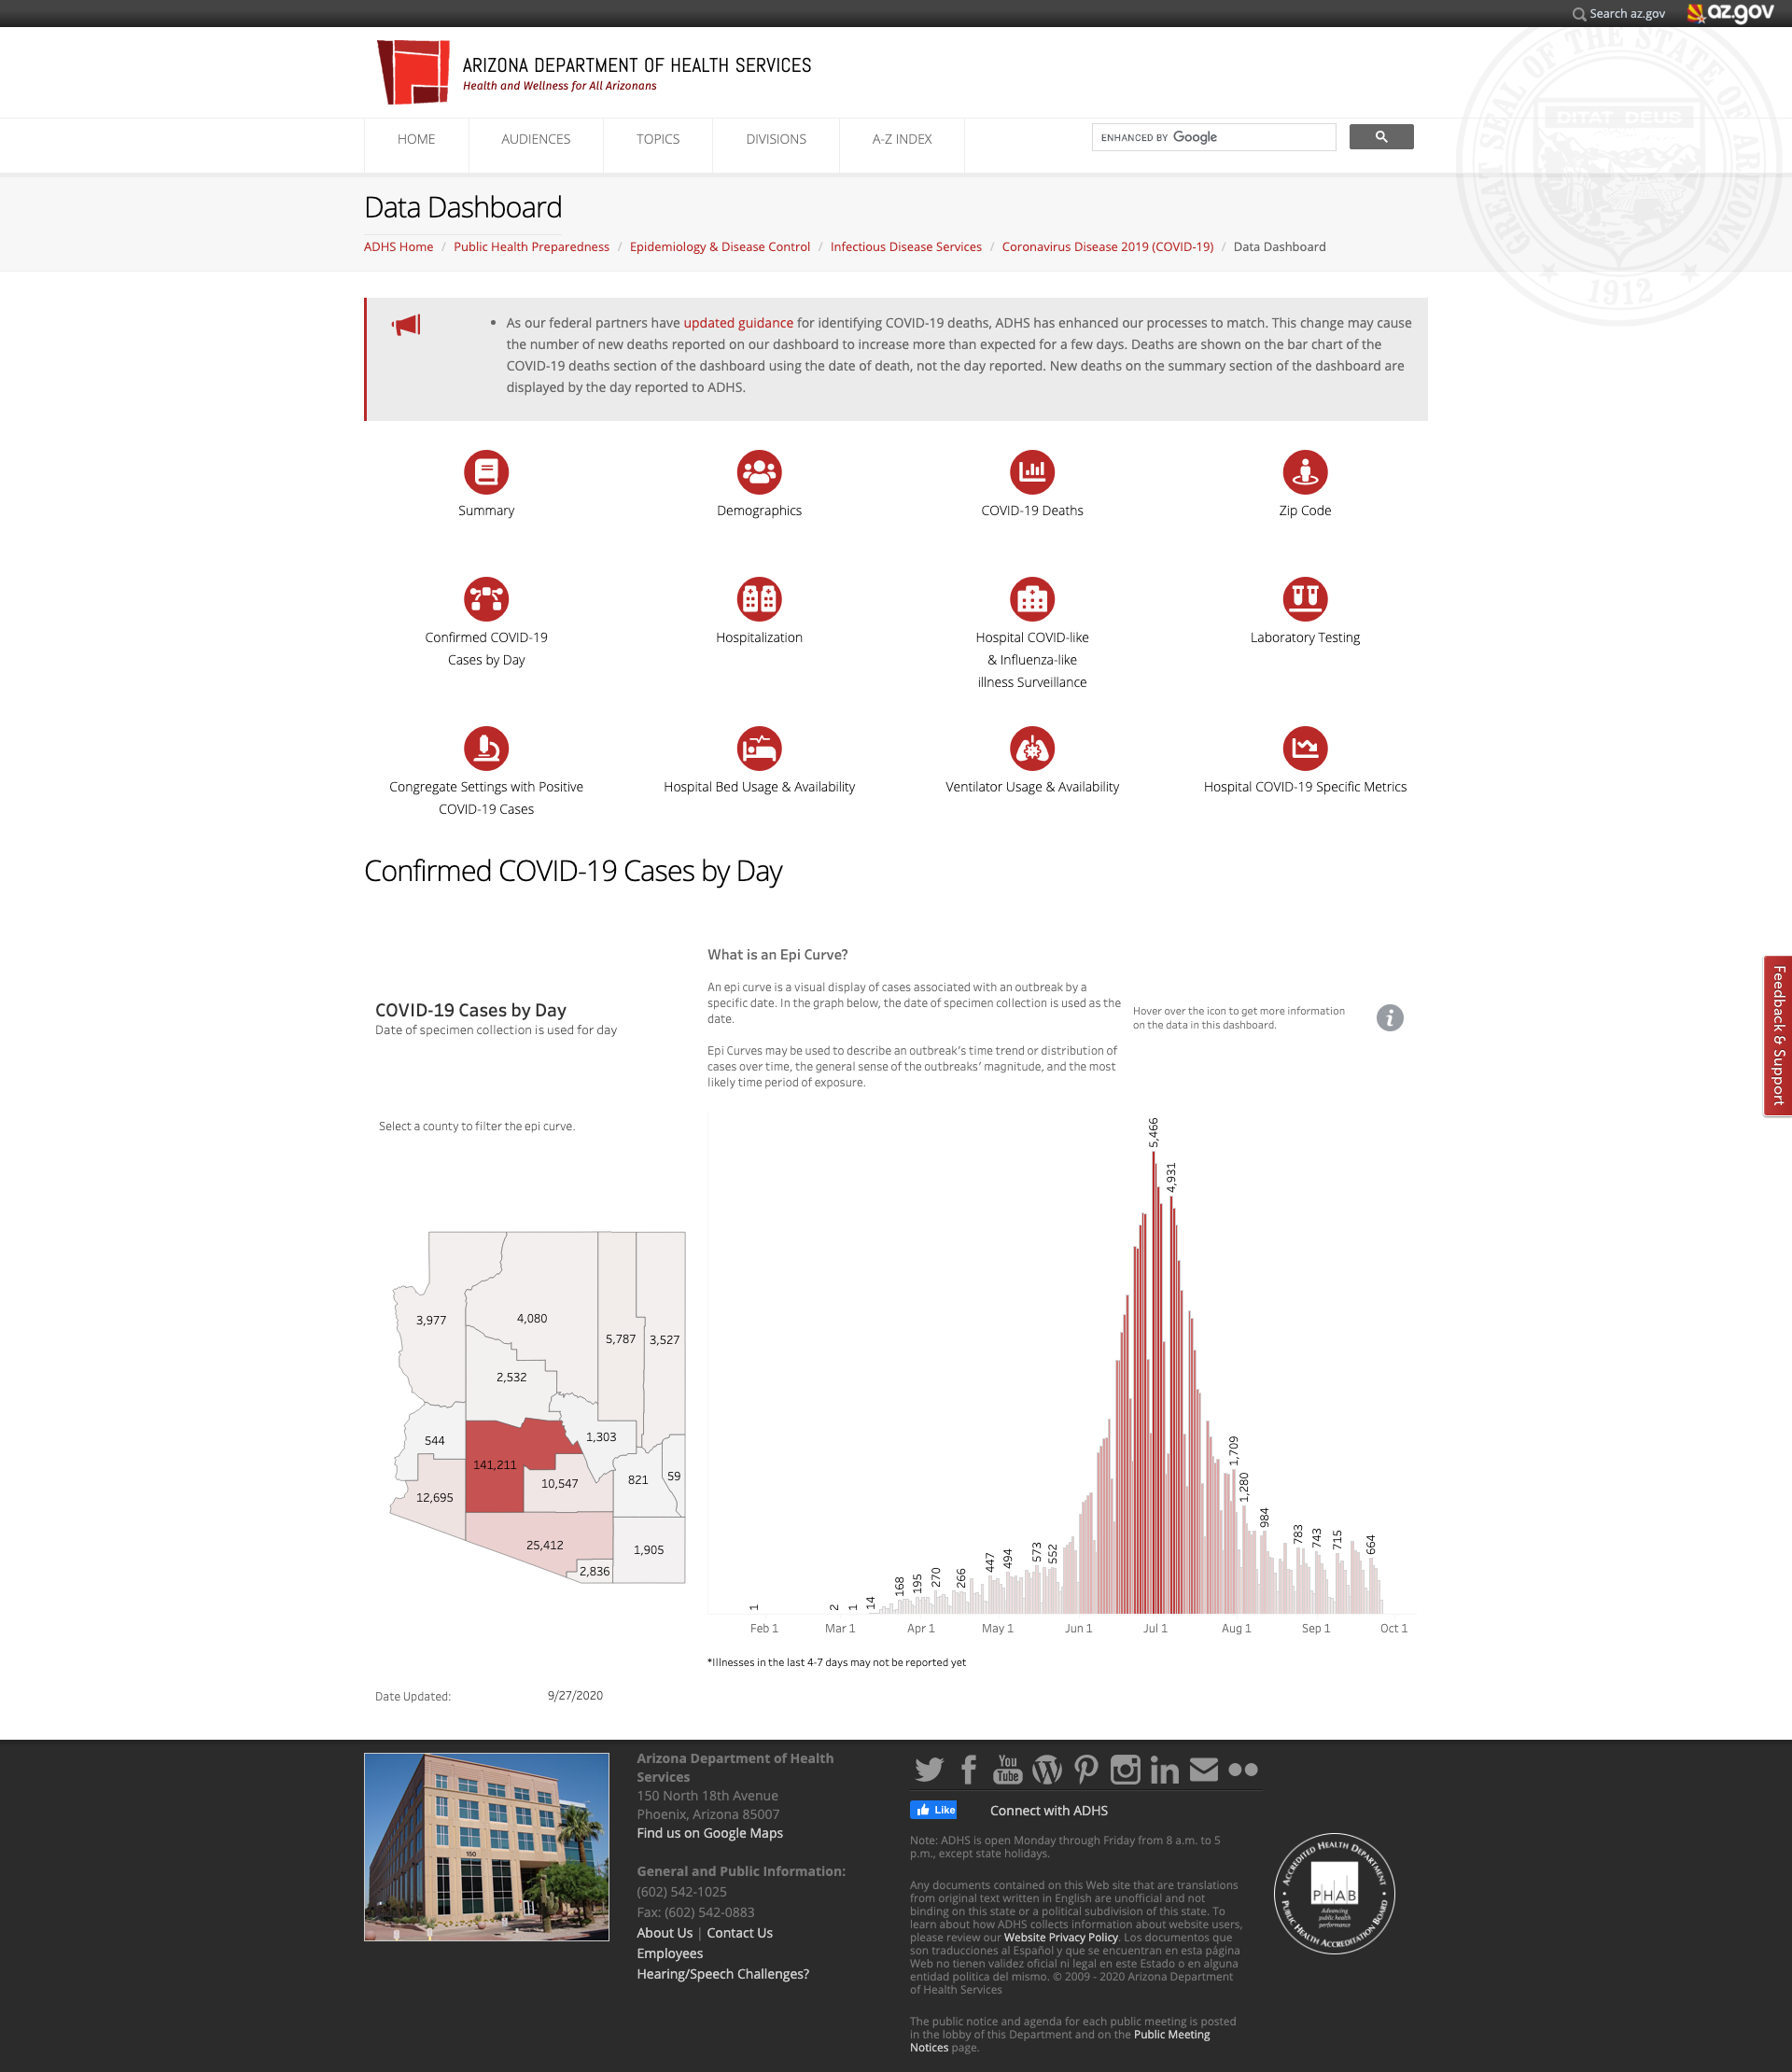 Search az.gov
az.gov
ARIZONA DEPARTMENT OF HEALTH SERVICES
Health and Wellness for All Arizonans
GREAT SEAL OF THE STATE OF ARIZONA
DITAT DEUS
1912
HOME
AUDIENCES
TOPICS
DIVISIONS
A-Z INDEX
ENHANCED BY Google
Data Dashboard
ADHS Home / Public Health Preparedness / Epidemiology & Disease Control / Infectious Disease Services / Coronavirus Disease 2019 (COVID-19) / Data Dashboard
• As our federal partners have updated guidance for identifying COVID-19 deaths, ADHS has enhanced our processes to match. This change may cause
the number of new deaths reported on our dashboard to increase more than expected for a few days. Deaths are shown on the bar chart of the
COVID-19 deaths section of the dashboard using the date of death, not the day reported. New deaths on the summary section of the dashboard are
displayed by the day reported to ADHS.
Summary
Demographics
COVID-19 Deaths
Zip Code
Confirmed COVID-19
Cases by Day
Hospitalization
Hospital COVID-like
& Influenza-like
illness Surveillance
Laboratory Testing
Congregate Settings with Positive
COVID-19 Cases
Hospital Bed Usage & Availability
Ventilator Usage & Availability
Hospital COVID-19 Specific Metrics
Confirmed COVID-19 Cases by Day
COVID-19 Cases by Day
Date of specimen collection is used for day
What is an Epi Curve?
An epi curve is a visual display of cases associated with an outbreak by a
specific date. In the graph below, the date of specimen collection is used as the
date.
Epi Curves may be used to describe an outbreak's time trend or distribution of
cases over time, the general sense of the outbreaks' magnitude, and the most
likely time period of exposure.
Hover over the icon to get more information
on the data in this dashboard.
i
Feedback & Support
Select a county to filter the epi curve.
3,977
4,080
5,787
3,527
2,532
544
1,303
141,211
10,547
821
59
12,695
25,412
1,905
2,836
1
2
1
14
168
195
270
266
447
494
573
552
5,466
4,931
1,709
1,280
984
783
743
715
664
Feb 1
Mar 1
Apr 1
May 1
Jun 1
Jul 1
Aug 1
Sep 1
Oct 1
*Illnesses in the last 4-7 days may not be reported yet
Date Updated:
9/27/2020
150
Arizona Department of Health
Services
150 North 18th Avenue
Phoenix, Arizona 85007
Find us on Google Maps
General and Public Information:
(602) 542-1025
Fax: (602) 542-0883
About Us | Contact Us
Employees
Hearing/Speech Challenges?
You
Tube
in
Like
Connect with ADHS
Note: ADHS is open Monday through Friday from 8 a.m. to 5
p.m., except state holidays.
Any documents contained on this Web site that are translations
from original text written in English are unofficial and not
binding on this state or a political subdivision of this state. To
learn about how ADHS collects information about website users,
please review our Website Privacy Policy. Los documentos que
son traducciones al Español y que se encuentran en esta página
Web no tienen validez oficial ni legal en este Estado o en alguna
entidad politica del mismo. © 2009 - 2020 Arizona Department
of Health Services
The public notice and agenda for each public meeting is posted
in the lobby of this Department and on the Public Meeting
Notices page.
ACCREDITED HEALTH DEPARTMENT
PHAB
Advancing
public health
performance
PUBLIC HEALTH ACCREDITATION BOARD